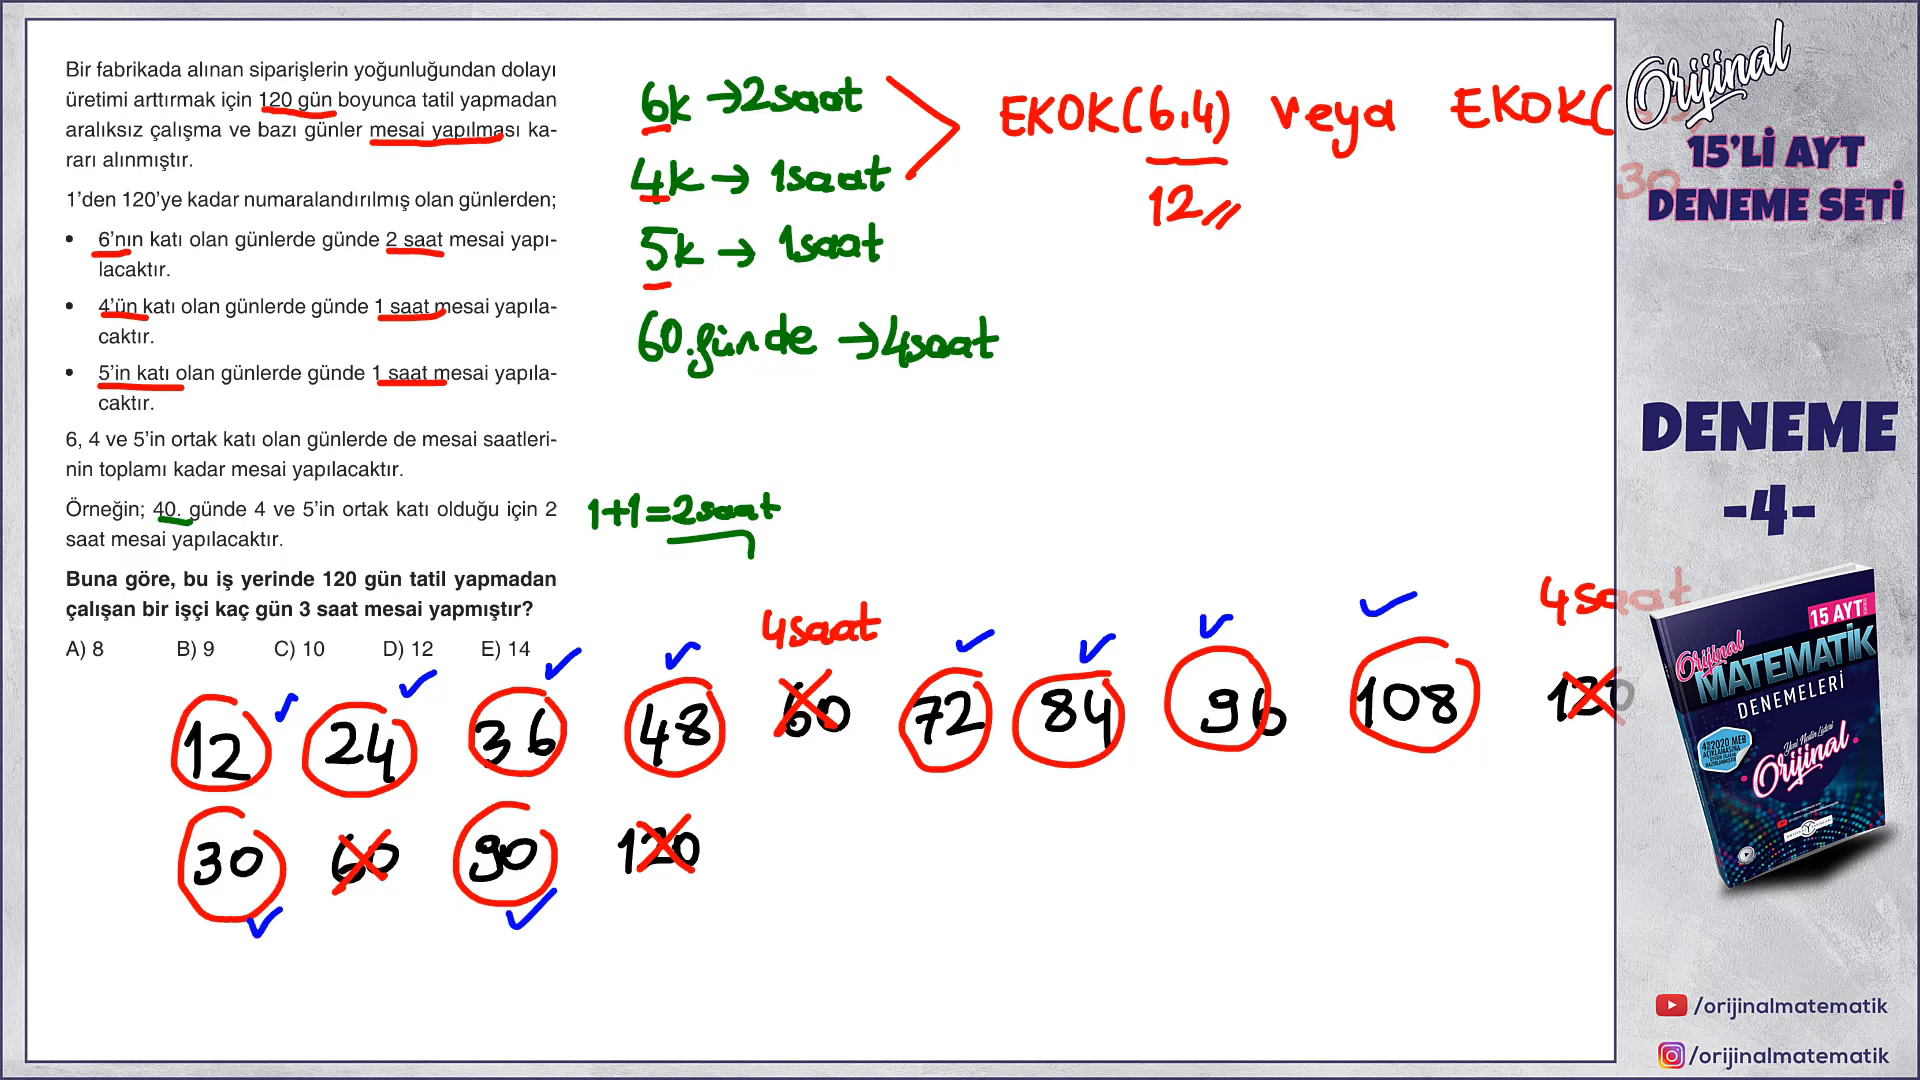 Bir fabrikada alınan siparişlerin yoğunluğundan dolayı
üretimi arttırmak için 120 gün boyunca tatil yapmadan
aralıksız çalışma ve bazı günler mesai yapılması ka-
rarı alınmıştır.
1’den 120’ye kadar numaralandırılmış olan günlerden;
• 6’nın katı olan günlerde günde 2 saat mesai yapı-
lacaktır.
• 4’ün katı olan günlerde günde 1 saat mesai yapıla-
caktır.
• 5’in katı olan günlerde günde 1 saat mesai yapıla-
caktır.
6, 4 ve 5’in ortak katı olan günlerde de mesai saatleri-
nin toplamı kadar mesai yapılacaktır.
Örneğin; 40. günde 4 ve 5’in ortak katı olduğu için 2
saat mesai yapılacaktır.
Buna göre, bu iş yerinde 120 gün tatil yapmadan
çalışan bir işçi kaç gün 3 saat mesai yapmıştır?
A) 8 B) 9 C) 10 D) 12 E) 14
6k → 2saat
4k → 1saat
5k → 1saat
60.günde → 4saat
EKOK(6,4) veya EKOK(
12
30
1+1=2saat
4saat
4saat
12 24 36 48 60 72 84 96 108 120
30 60 90 120
Orijinal
15’Lİ AYT
DENEME SETİ
DENEME
-4-
15 AYT
Orijinal
MATEMATİK
DENEMELERİ
Orijinal
/orijinalmatematik
/orijinalmatematik